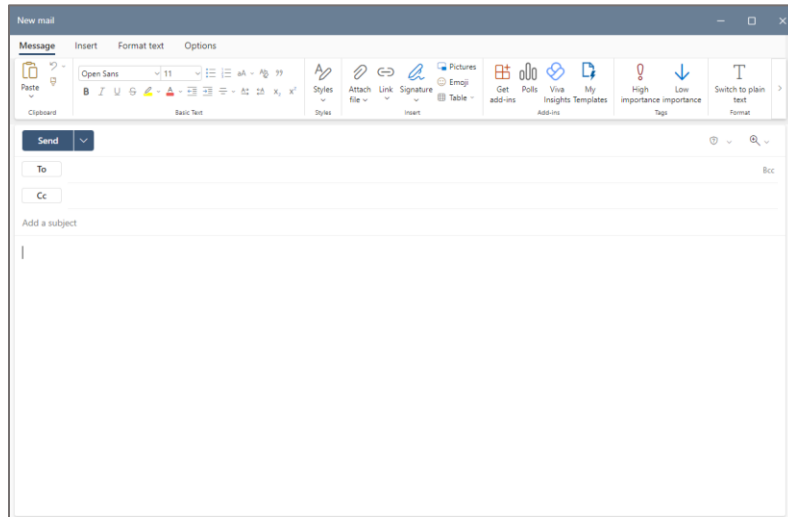 New mail
Message Insert Format text Options
Paste
Clipboard
Open Sans 11
B I U
Basic Text
Styles
Styles
Attach file
Link
Signature
Pictures
Emoji
Table
Insert
Get add-ins
Polls
Viva Insights
My Templates
Add-ins
High importance
Low importance
Tags
Switch to plain text
Format
Send
To
Bcc
Cc
Add a subject